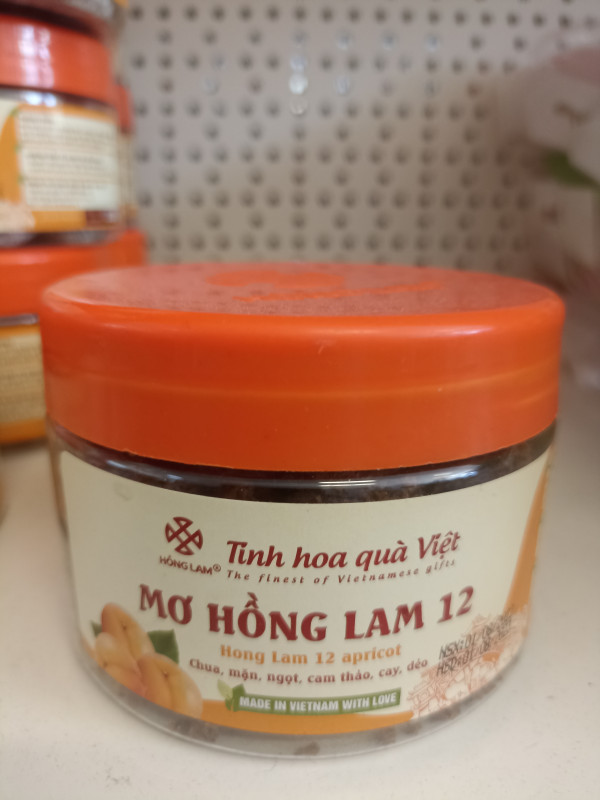 HỒNG LAM®
Tinh hoa quà Việt
The finest of Vietnamese gifts
MƠ HỒNG LAM 12
Hong Lam 12 apricot
Chua, mặn, ngọt, cam thảo, cay, dẻo
MADE IN VIETNAM WITH LOVE